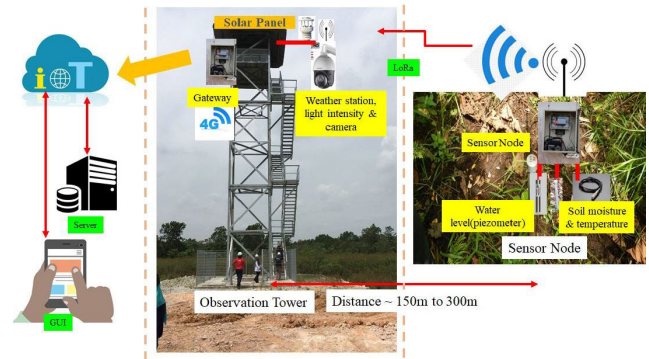 Solar Panel
ioT
Gateway
4G
Weather station,
light intensity &
camera
LoRa
Sensor Node
Server
Water
level(piezometer)
Soil moisture
& temperature
Sensor Node
GUI
Observation Tower
Distance ~ 150m to 300m